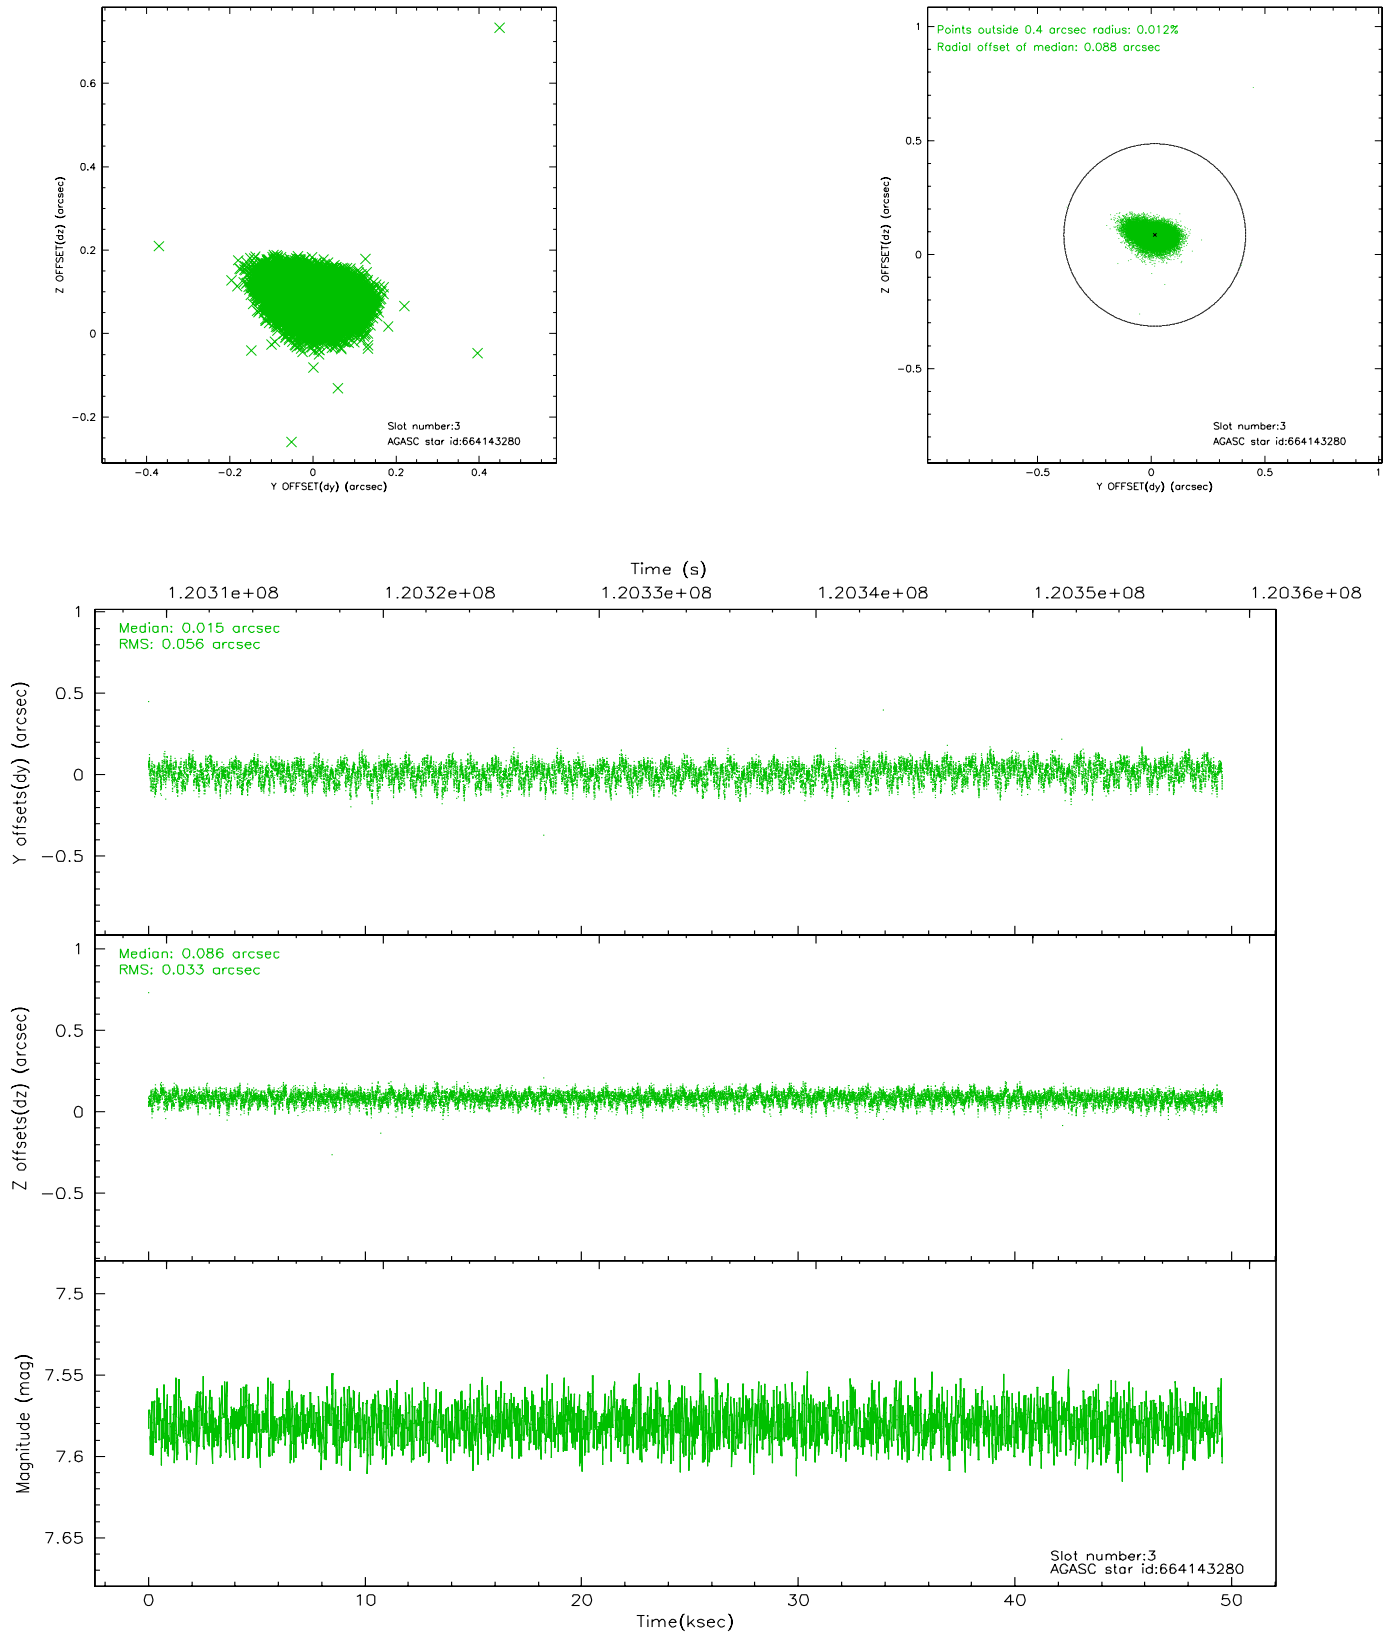 0.6
0.4
0.2
0
−0.2
Z OFFSET(dz) (arcsec)
Slot number:3
AGASC star id:664143280
−0.4 −0.2 0 0.2 0.4
Y OFFSET(dy) (arcsec)
Points outside 0.4 arcsec radius: 0.012%
Radial offset of median: 0.088 arcsec
1
0.5
0
−0.5
Z OFFSET(dz) (arcsec)
Slot number:3
AGASC star id:664143280
−0.5 0 0.5 1
Y OFFSET(dy) (arcsec)
Time (s)
1.2031e+08 1.2032e+08 1.2033e+08 1.2034e+08 1.2035e+08 1.2036e+08
Median: 0.015 arcsec
RMS: 0.056 arcsec
1
0.5
0
−0.5
Y offsets(dy) (arcsec)
Median: 0.086 arcsec
RMS: 0.033 arcsec
1
0.5
0
−0.5
Z offsets(dz) (arcsec)
7.5
7.55
7.6
7.65
Magnitude (mag)
Slot number:3
AGASC star id:664143280
0 10 20 30 40 50
Time(ksec)